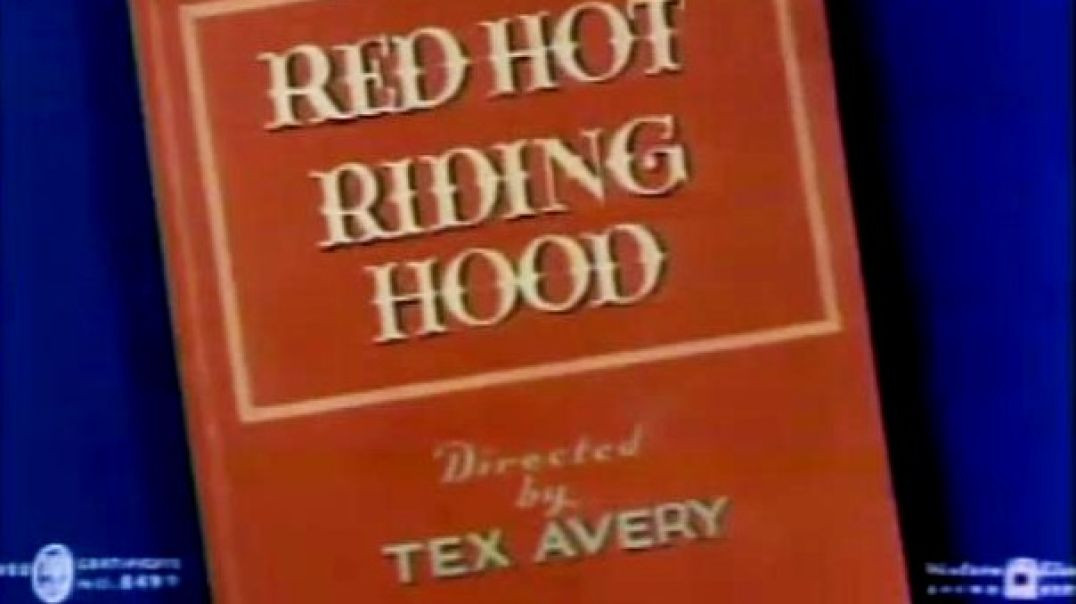 RED HOT
RIDING
HOOD
Directed
by
TEX AVERY